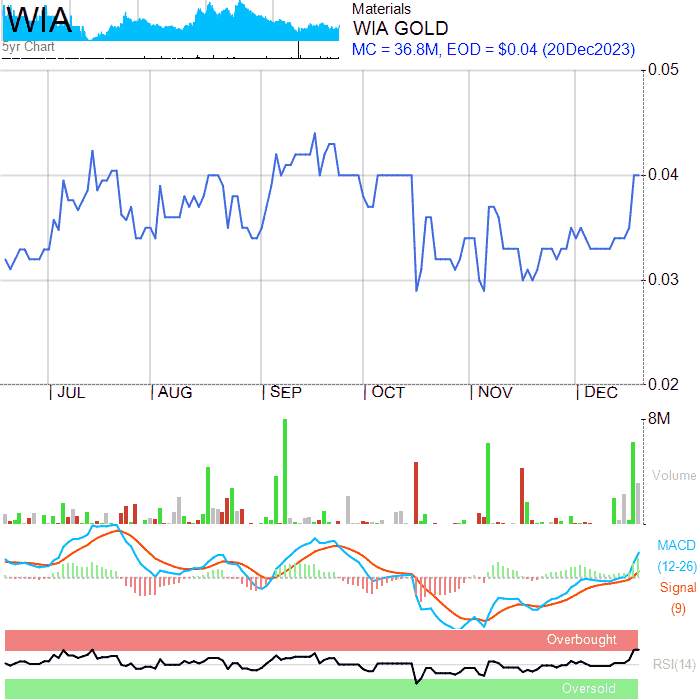 WIA
5yr Chart
Materials
WIA GOLD
MC = 36.8M, EOD = $0.04 (20Dec2023)
0.05
0.04
0.03
0.02
JUL AUG SEP OCT NOV DEC
8M
Volume
MACD
(12-26)
Signal
(9)
Overbought
RSI(14)
Oversold